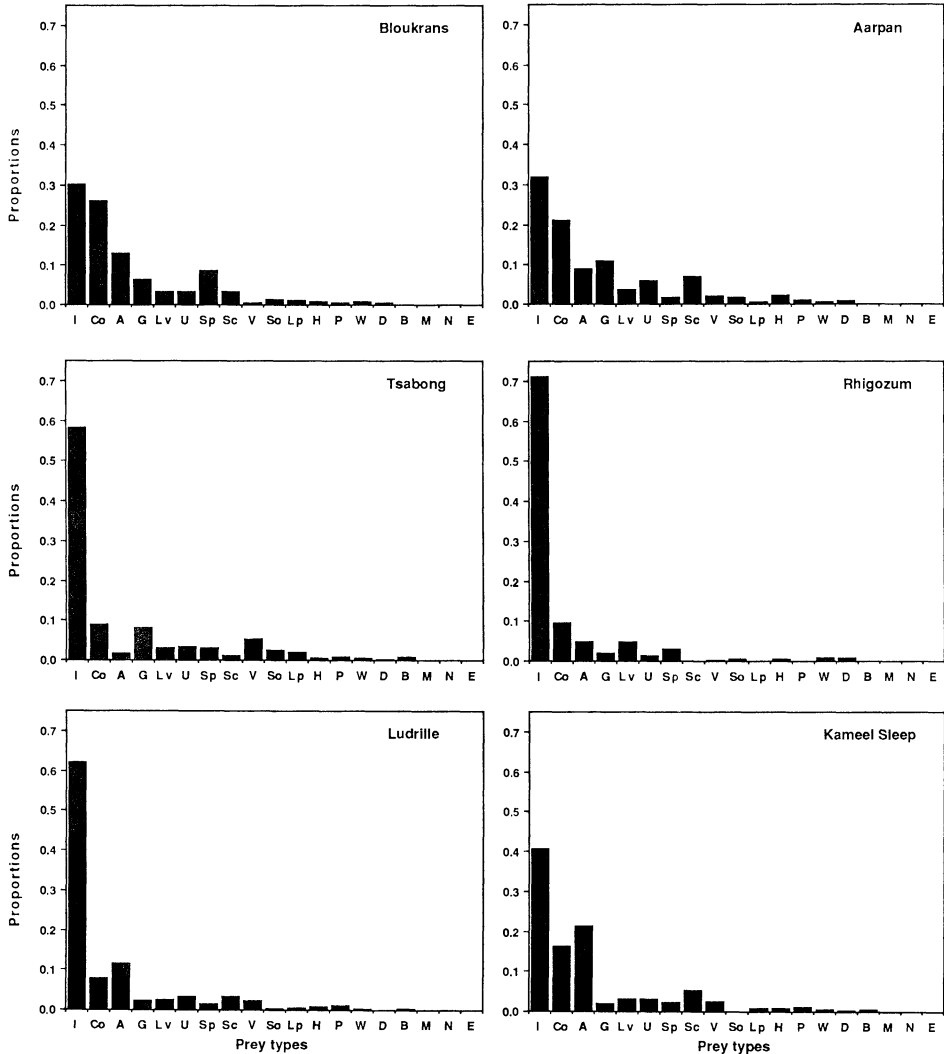 Bloukrans
Proportions
0.7
0.6
0.5
0.4
0.3
0.2
0.1
0.0
I Co A G Lv U Sp Sc V So Lp H P W D B M N E
Aarpan
0.7
0.6
0.5
0.4
0.3
0.2
0.1
0.0
I Co A G Lv U Sp Sc V So Lp H P W D B M N E
Tsabong
Proportions
0.7
0.6
0.5
0.4
0.3
0.2
0.1
0.0
I Co A G Lv U Sp Sc V So Lp H P W D B M N E
Rhigozum
0.7
0.6
0.5
0.4
0.3
0.2
0.1
0.0
I Co A G Lv U Sp Sc V So Lp H P W D B M N E
Ludrille
Proportions
0.7
0.6
0.5
0.4
0.3
0.2
0.1
0.0
I Co A G Lv U Sp Sc V So Lp H P W D B M N E
Prey types
Kameel Sleep
0.7
0.6
0.5
0.4
0.3
0.2
0.1
0.0
I Co A G Lv U Sp Sc V So Lp H P W D B M N E
Prey types